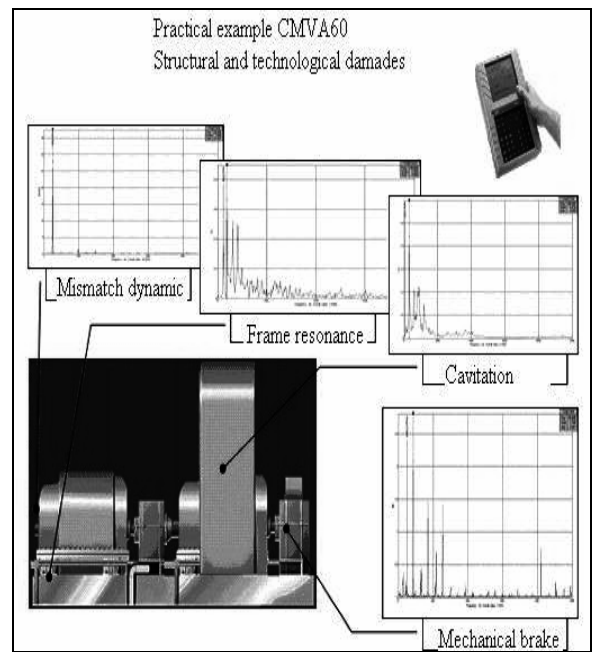 Practical example CMVA60
Structural and technological damades
Mismatch dynamic
Frame resonance
Cavitation
Mechanical brake